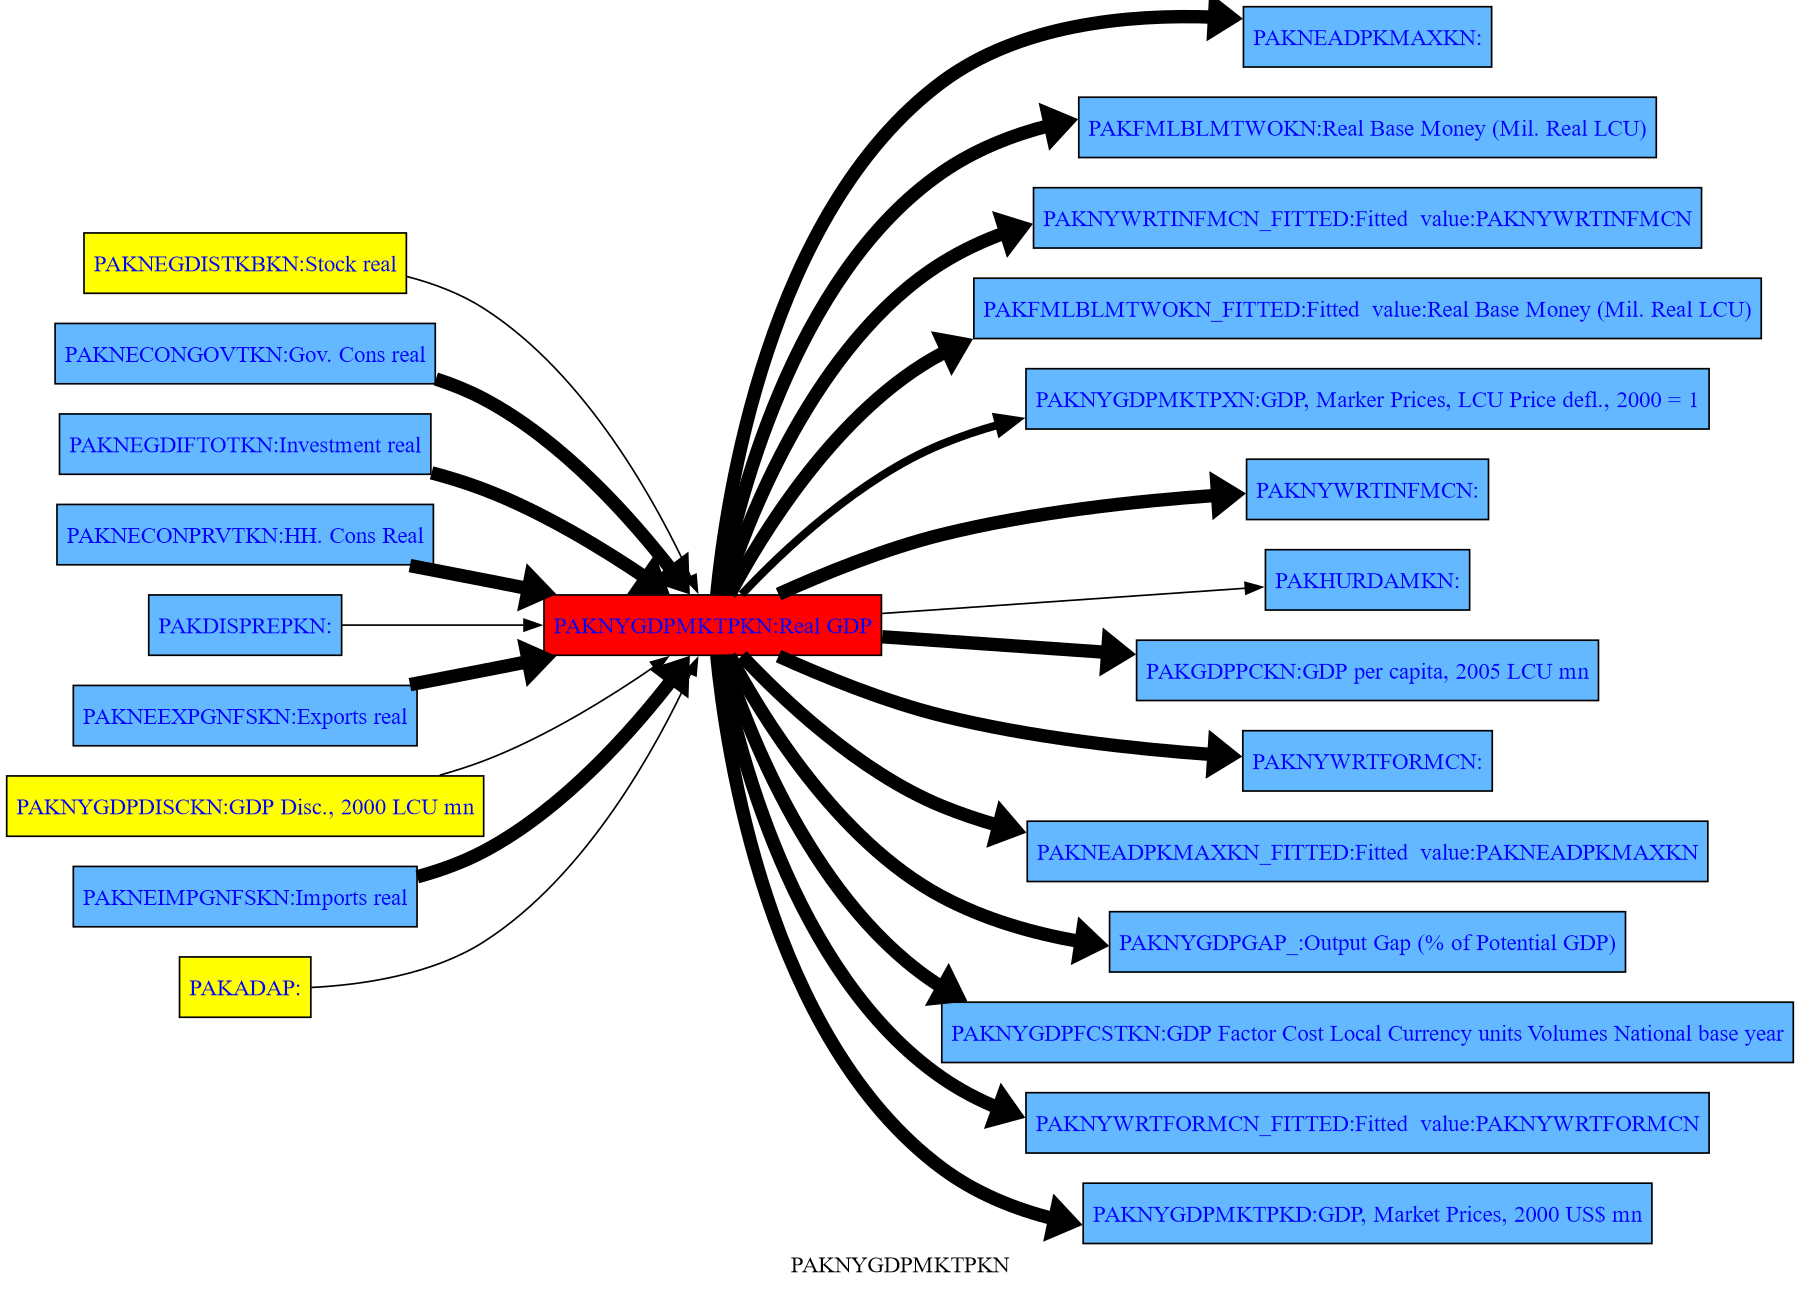 PAKNEGDISTKBKN:Stock real
PAKNECONGOVTKN:Gov. Cons real
PAKNEGDIFTOTKN:Investment real
PAKNECONPRVTKN:HH. Cons Real
PAKDISPREPKN:
PAKNEEXPGNFSKN:Exports real
PAKNYGDPDISCKN:GDP Disc., 2000 LCU mn
PAKNEIMPGNFSKN:Imports real
PAKADAP:
PAKNYGDPMKTPKN:Real GDP
PAKNEADPKMAXKN:
PAKFMLBLMTWOKN:Real Base Money (Mil. Real LCU)
PAKNYWRTINFMCN_FITTED:Fitted  value:PAKNYWRTINFMCN
PAKFMLBLMTWOKN_FITTED:Fitted  value:Real Base Money (Mil. Real LCU)
PAKNYGDPMKTPXN:GDP, Marker Prices, LCU Price defl., 2000 = 1
PAKNYWRTINFMCN:
PAKHURDAMKN:
PAKGDPPCKN:GDP per capita, 2005 LCU mn
PAKNYWRTFORMCN:
PAKNEADPKMAXKN_FITTED:Fitted  value:PAKNEADPKMAXKN
PAKNYGDPGAP_:Output Gap (% of Potential GDP)
PAKNYGDPFCSTKN:GDP Factor Cost Local Currency units Volumes National base year
PAKNYWRTFORMCN_FITTED:Fitted  value:PAKNYWRTFORMCN
PAKNYGDPMKTPKD:GDP, Market Prices, 2000 US$ mn
PAKNYGDPMKTPKN